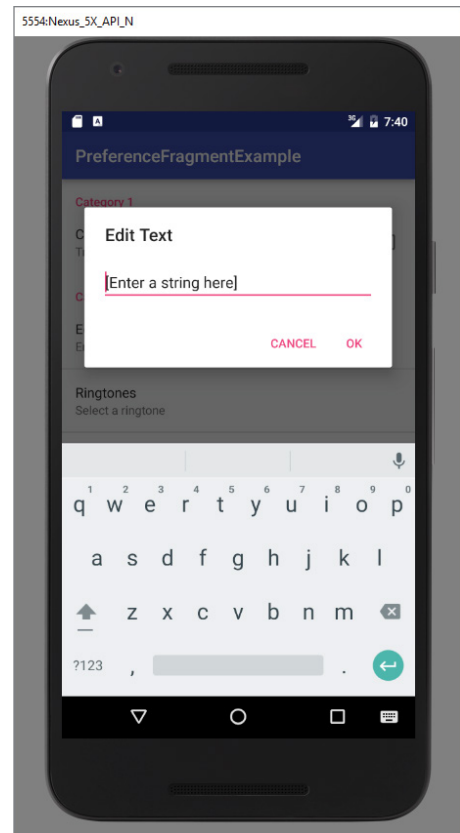 5554:Nexus_5X_API_N
3G 7:40
PreferenceFragmentExample
Category 1
C
T
Edit Text
[Enter a string here]
C
E
E
CANCEL OK
Ringtones
Select a ringtone
1 2 3 4 5 6 7 8 9 0
q w e r t y u i o p
a s d f g h j k l
z x c v b n m
?123 , .